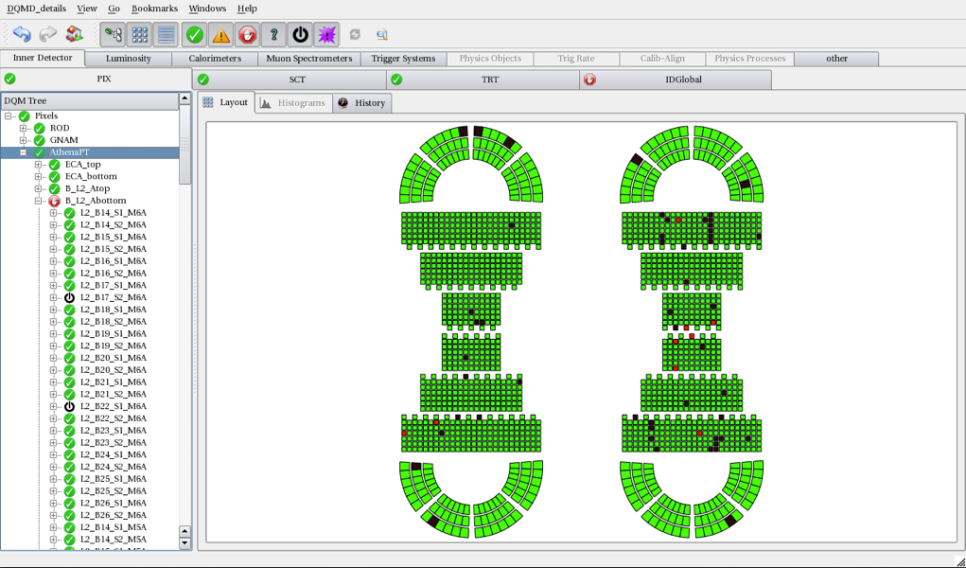 DQMD_details View Go Bookmarks Windows Help
Inner Detector Luminosity Calorimeters Muon Spectrometers Trigger Systems Physics Objects Trig Rate Calib-Align Physics Processes other
PIX SCT TRT IDGlobal
DQM Tree
Layout Histograms History
Pixels
ROD
GNAM
AthenaPT
ECA_top
ECA_bottom
B_L2_Atop
B_L2_Abottom
L2_B14_S1_M6A
L2_B14_S2_M6A
L2_B15_S1_M6A
L2_B15_S2_M6A
L2_B16_S1_M6A
L2_B16_S2_M6A
L2_B17_S1_M6A
L2_B17_S2_M6A
L2_B18_S1_M6A
L2_B18_S2_M6A
L2_B19_S1_M6A
L2_B19_S2_M6A
L2_B20_S1_M6A
L2_B20_S2_M6A
L2_B21_S1_M6A
L2_B21_S2_M6A
L2_B22_S1_M6A
L2_B22_S2_M6A
L2_B23_S1_M6A
L2_B23_S2_M6A
L2_B24_S1_M6A
L2_B24_S2_M6A
L2_B25_S1_M6A
L2_B25_S2_M6A
L2_B26_S1_M6A
L2_B26_S2_M6A
L2_B14_S1_M5A
L2_B14_S2_M5A